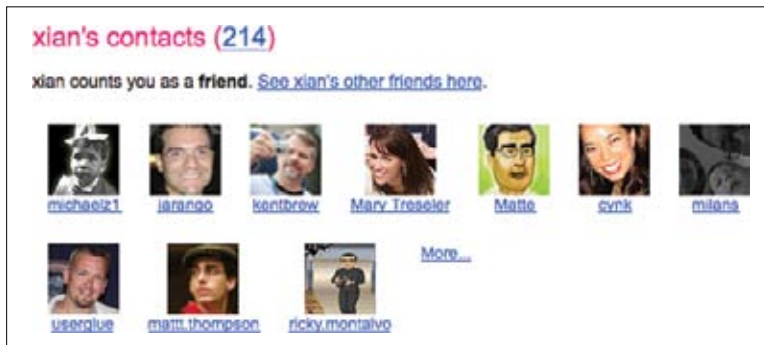 xian's contacts (214)
xian counts you as a friend. See xian's other friends here.
michaelz1 jarango kentbrew Mary Treseler Matte cynk milans
userglue mattt.thompson ricky.montalvo More...